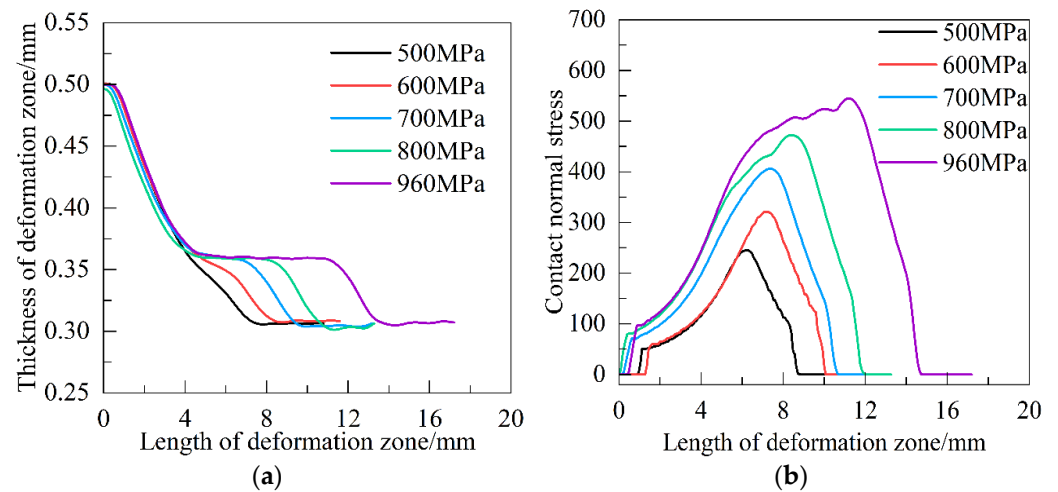 0.55
0.50
0.45
0.40
0.35
0.30
0.25
0
4
8
12
16
20
Thickness of deformation zone/mm
Length of deformation zone/mm
500MPa
600MPa
700MPa
800MPa
960MPa
(a)
700
600
500
400
300
200
100
0
0
4
8
12
16
20
Contact normal stress
Length of deformation zone/mm
500MPa
600MPa
700MPa
800MPa
960MPa
(b)